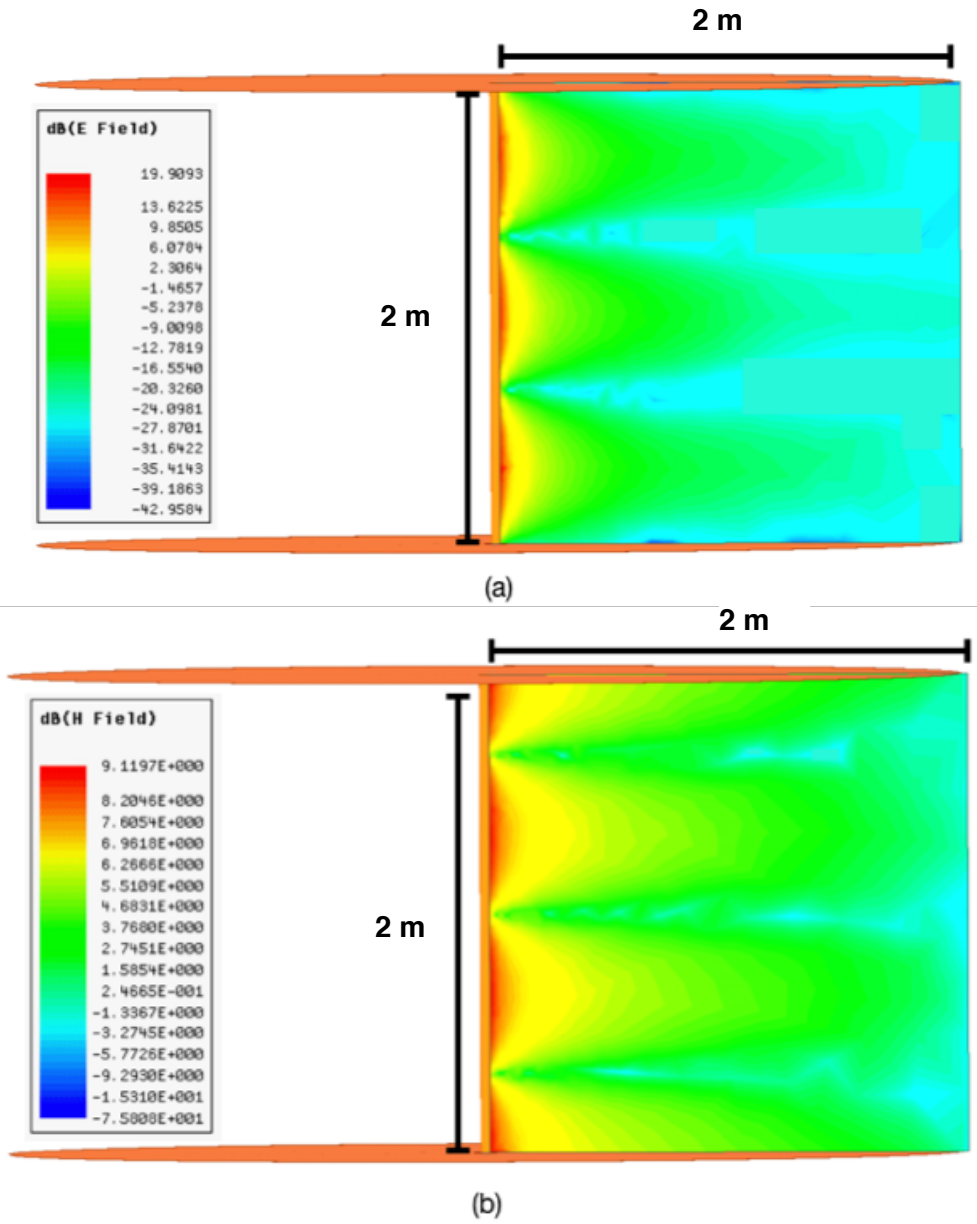 2 m
dB(E Field)
19.9093
13.6225
9.8505
6.0784
2.3064
-1.4657
-5.2378
-9.0098
-12.7819
-16.5540
-20.3260
-24.0981
-27.8701
-31.6422
-35.4143
-39.1863
-42.9584
2 m
(a)
2 m
dB(H Field)
9.1197E+000
8.2046E+000
7.6054E+000
6.9618E+000
6.2666E+000
5.5109E+000
4.6831E+000
3.7680E+000
2.7451E+000
1.5854E+000
2.4665E-001
-1.3367E+000
-3.2745E+000
-5.7726E+000
-9.2930E+000
-1.5310E+001
-7.5808E+001
2 m
(b)